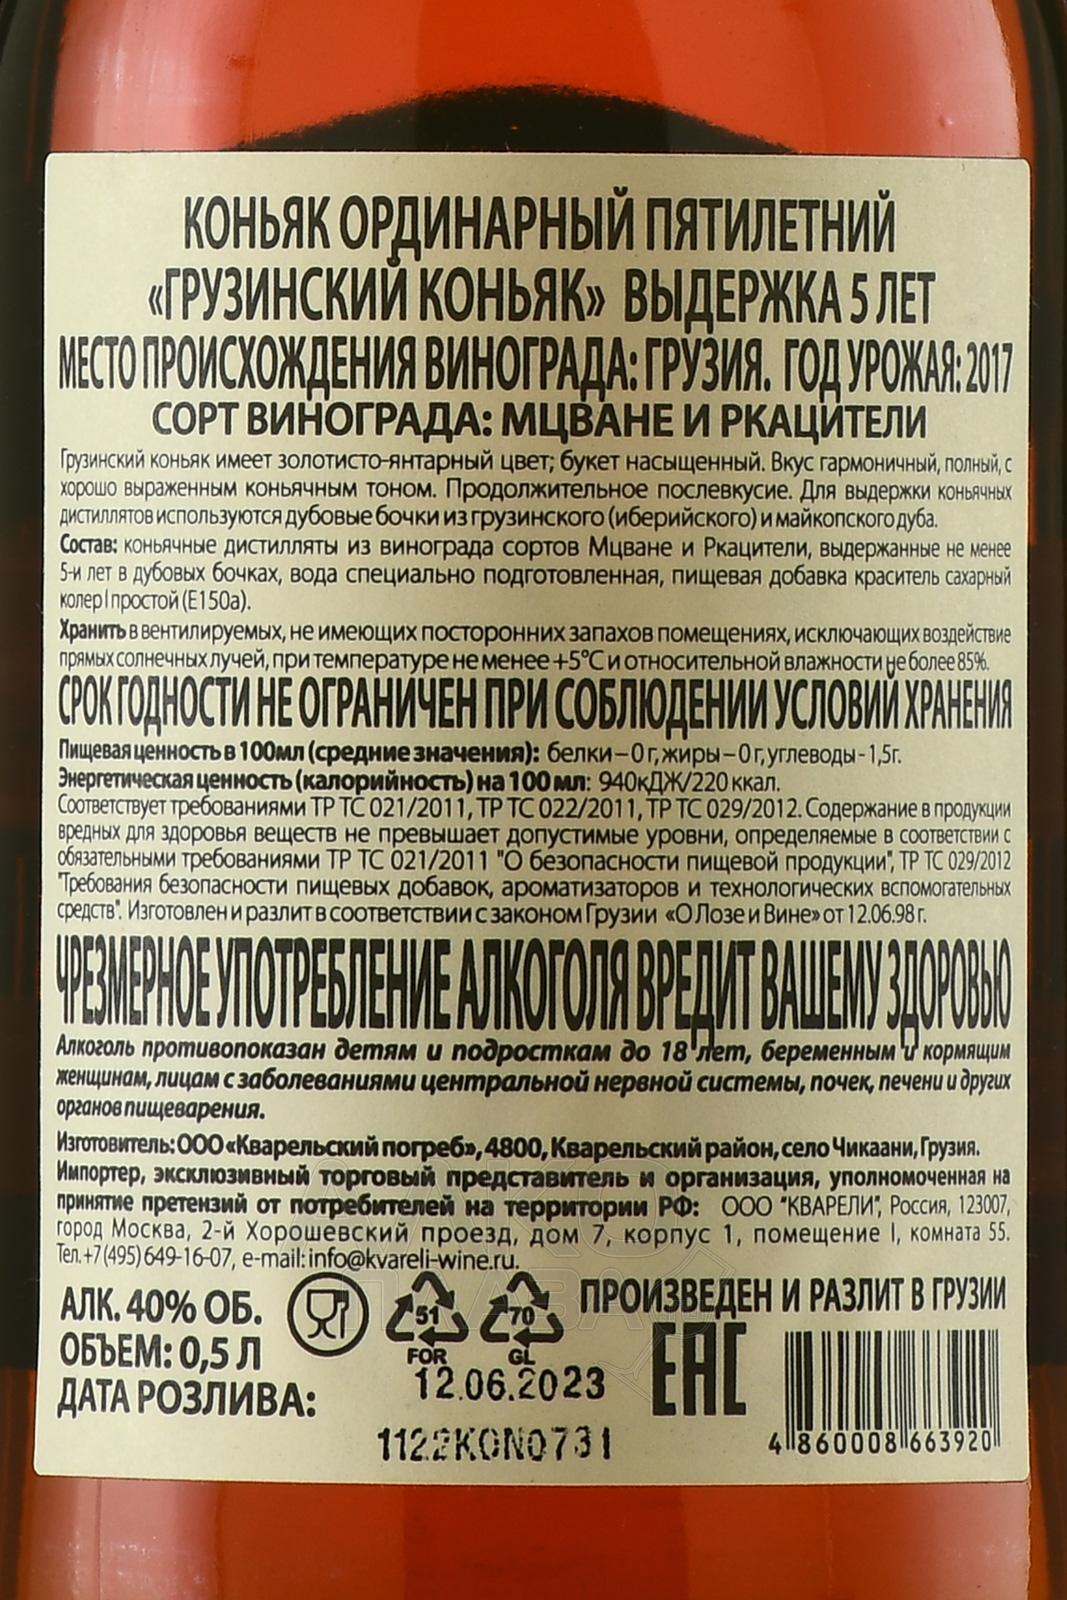 КОНЬЯК ОРДИНАРНЫЙ ПЯТИЛЕТНИЙ
«ГРУЗИНСКИЙ КОНЬЯК» ВЫДЕРЖКА 5 ЛЕТ
МЕСТО ПРОИСХОЖДЕНИЯ ВИНОГРАДА: ГРУЗИЯ. ГОД УРОЖАЯ: 2017
СОРТ ВИНОГРАДА: МЦВАНЕ И РКАЦИТЕЛИ
Грузинский коньяк имеет золотисто-янтарный цвет; букет насыщенный. Вкус гармоничный, полный, с
хорошо выраженным коньячным тоном. Продолжительное послевкусие. Для выдержки коньячных
дистиллятов используются дубовые бочки из грузинского (иберийского) и майкопского дуба.
Состав: коньячные дистилляты из винограда сортов Мцване и Ркацители, выдержанные не менее
5-и лет в дубовых бочках, вода специально подготовленная, пищевая добавка краситель сахарный
колер I простой (Е150а).
Хранить в вентилируемых, не имеющих посторонних запахов помещениях, исключающих воздействие
прямых солнечных лучей, при температуре не менее +5°С и относительной влажности не более 85%.
СРОК ГОДНОСТИ НЕ ОГРАНИЧЕН ПРИ СОБЛЮДЕНИИ УСЛОВИЙ ХРАНЕНИЯ
Пищевая ценность в 100мл (средние значения): белки – 0 г, жиры – 0 г, углеводы - 1,5г.
Энергетическая ценность (калорийность) на 100 мл: 940кДЖ/220 ккал.
Соответствует требованиями ТР ТС 021/2011, ТР ТС 022/2011, ТР ТС 029/2012. Содержание в продукции
вредных для здоровья веществ не превышает допустимые уровни, определяемые в соответствии с
обязательными требованиями ТР ТС 021/2011 "О безопасности пищевой продукции", ТР ТС 029/2012
"Требования безопасности пищевых добавок, ароматизаторов и технологических вспомогательных
средств". Изготовлен и разлит в соответствии с законом Грузии «О Лозе и Вине» от 12.06.98 г.
ЧРЕЗМЕРНОЕ УПОТРЕБЛЕНИЕ АЛКОГОЛЯ ВРЕДИТ ВАШЕМУ ЗДОРОВЬЮ
Алкоголь противопоказан детям и подросткам до 18 лет, беременным и кормящим
женщинам, лицам с заболеваниями центральной нервной системы, почек, печени и других
органов пищеварения.
Изготовитель: ООО «Кварельский погреб», 4800, Кварельский район, село Чикаани, Грузия.
Импортер, эксклюзивный торговый представитель и организация, уполномоченная на
принятие претензий от потребителей на территории РФ: ООО "КВАРЕЛИ", Россия, 123007,
город Москва, 2-й Хорошевский проезд, дом 7, корпус 1, помещение I, комната 55.
Тел.+7 (495) 649-16-07, e-mail: info@kvareli-wine.ru.
АЛК. 40% ОБ.
ОБЪЕМ: 0,5 Л
ДАТА РОЗЛИВА:
51
FOR
70
GL
12.06.2023
1122KON0731
ПРОИЗВЕДЕН И РАЗЛИТ В ГРУЗИИ
ЕАС
4 860008 663920